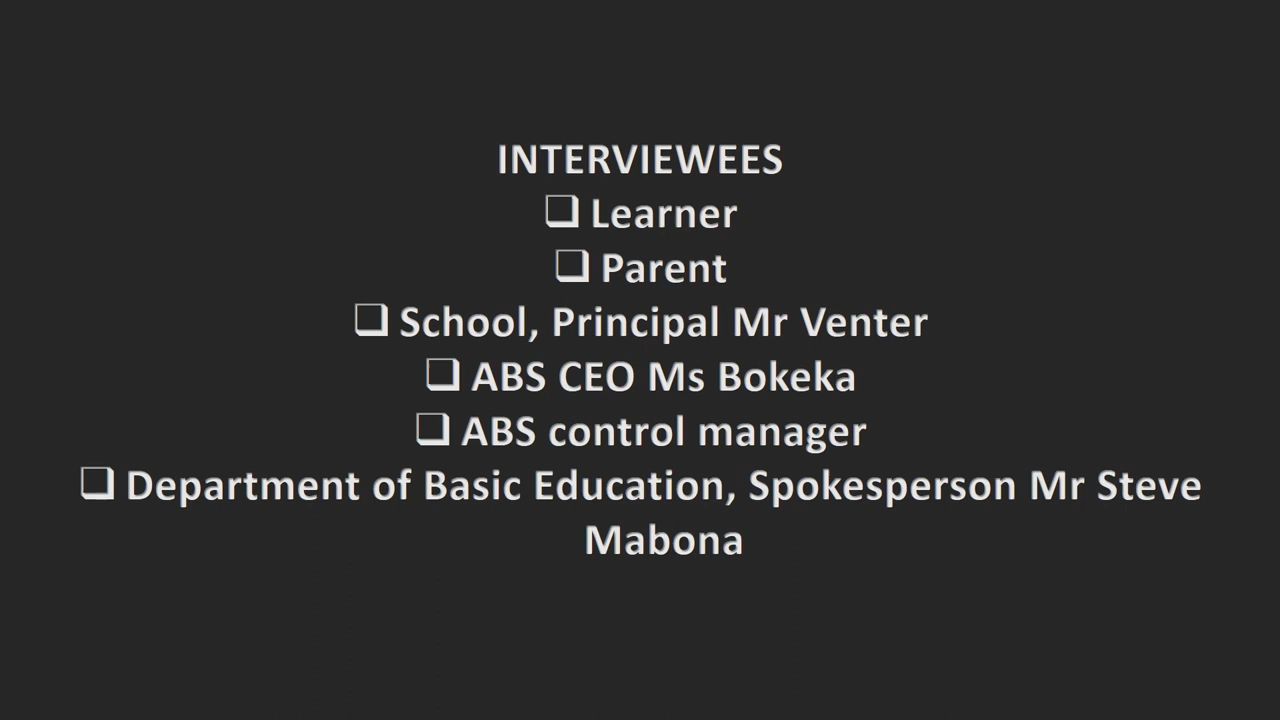 INTERVIEWEES
❑ Learner
❑ Parent
❑ School, Principal Mr Venter
❑ ABS CEO Ms Bokeka
❑ ABS control manager
❑ Department of Basic Education, Spokesperson Mr Steve
Mabona